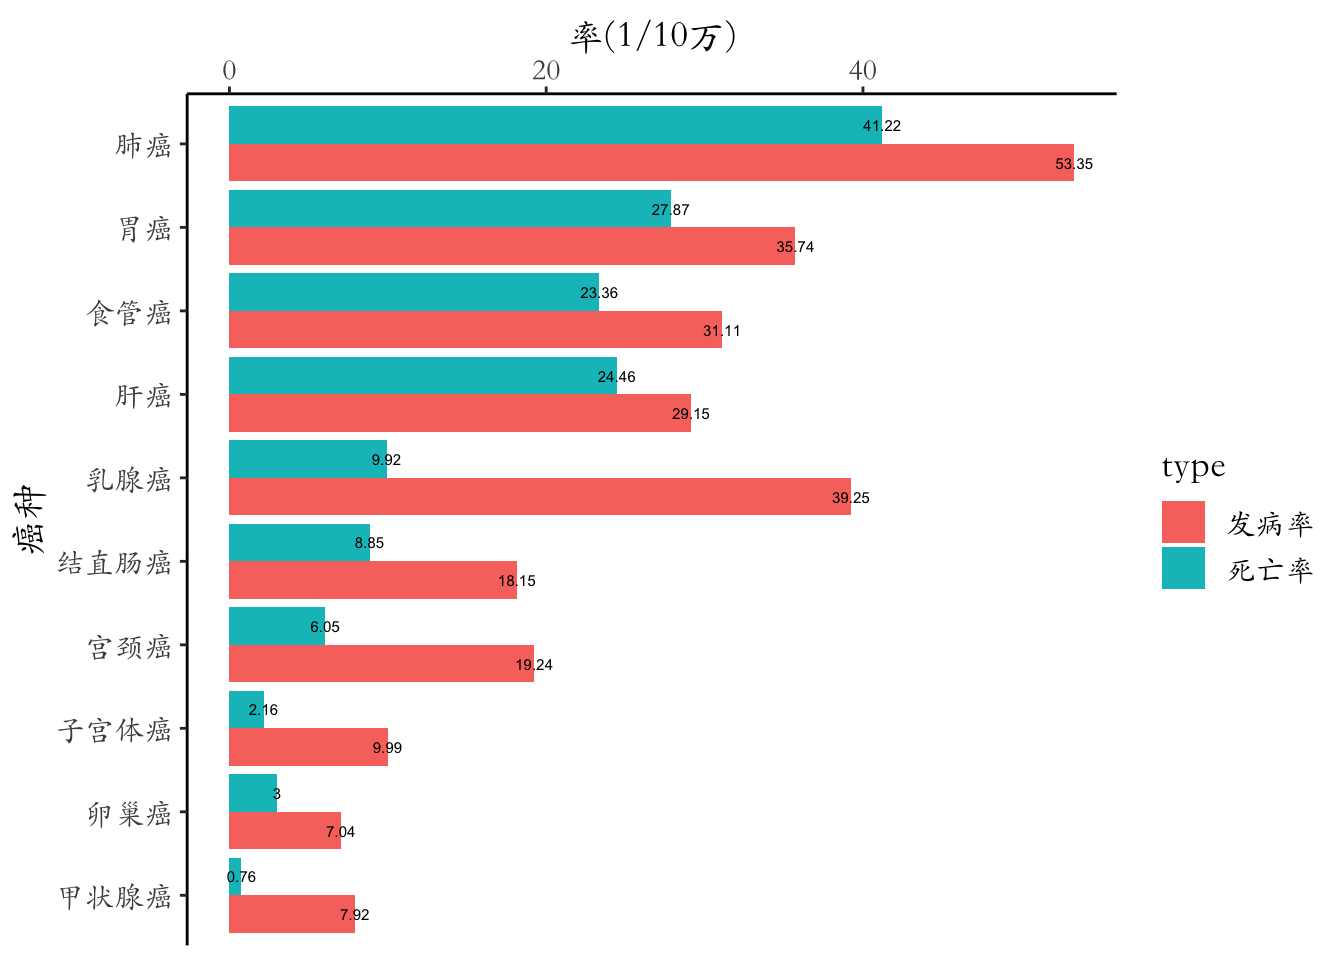 率(1/10万)
0 20 40
肺癌 41.22
53.35
胃癌 27.87
35.74
食管癌 23.36
31.11
肝癌 24.46
29.15
乳腺癌 9.92
39.25
结直肠癌 8.85
18.15
宫颈癌 6.05
19.24
子宫体癌 2.16
9.99
卵巢癌 3
7.04
甲状腺癌 0.76
7.92
癌种
type
发病率
死亡率